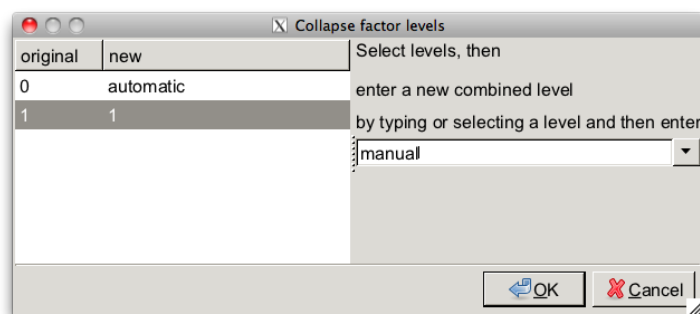 Collapse factor levels
original new
0 automatic
1 1
Select levels, then
enter a new combined level
by typing or selecting a level and then enter
manual
OK Cancel